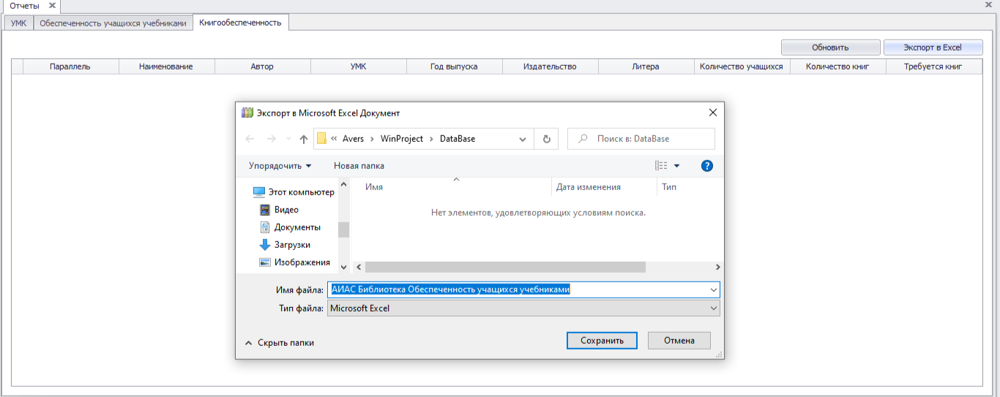 Отчеты
УМК Обеспеченность учащихся учебниками Книгообеспеченность
Обновить Экспорт в Excel
Параллель Наименование Автор УМК Год выпуска Издательство Литера Количество учащихся Количество книг Требуется книг
Экспорт в Microsoft Excel Документ
« Avers > WinProject > DataBase Поиск в: DataBase
Упорядочить Новая папка
Имя Дата изменения Тип
Этот компьютер
Видео
Документы
Загрузки
Изображения
Нет элементов, удовлетворяющих условиям поиска.
Имя файла: АИАС Библиотека Обеспеченность учащихся учебниками
Тип файла: Microsoft Excel
Скрыть папки Сохранить Отмена